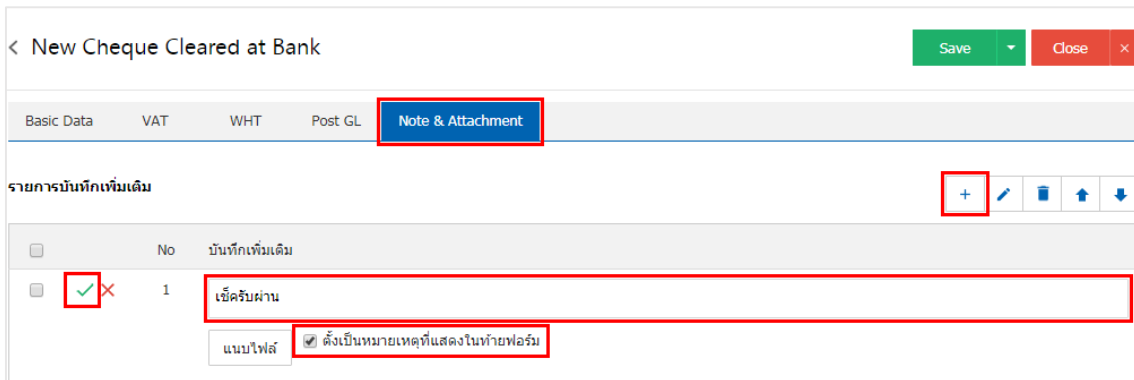 New Cheque Cleared at Bank
Save
Close
Basic Data VAT WHT Post GL Note & Attachment
รายการบันทึกเพิ่มเติม
No บันทึกเพิ่มเติม
1 เช็ครับผ่าน
แนบไฟล์ ตั้งเป็นหมายเหตุที่แสดงในท้ายฟอร์ม